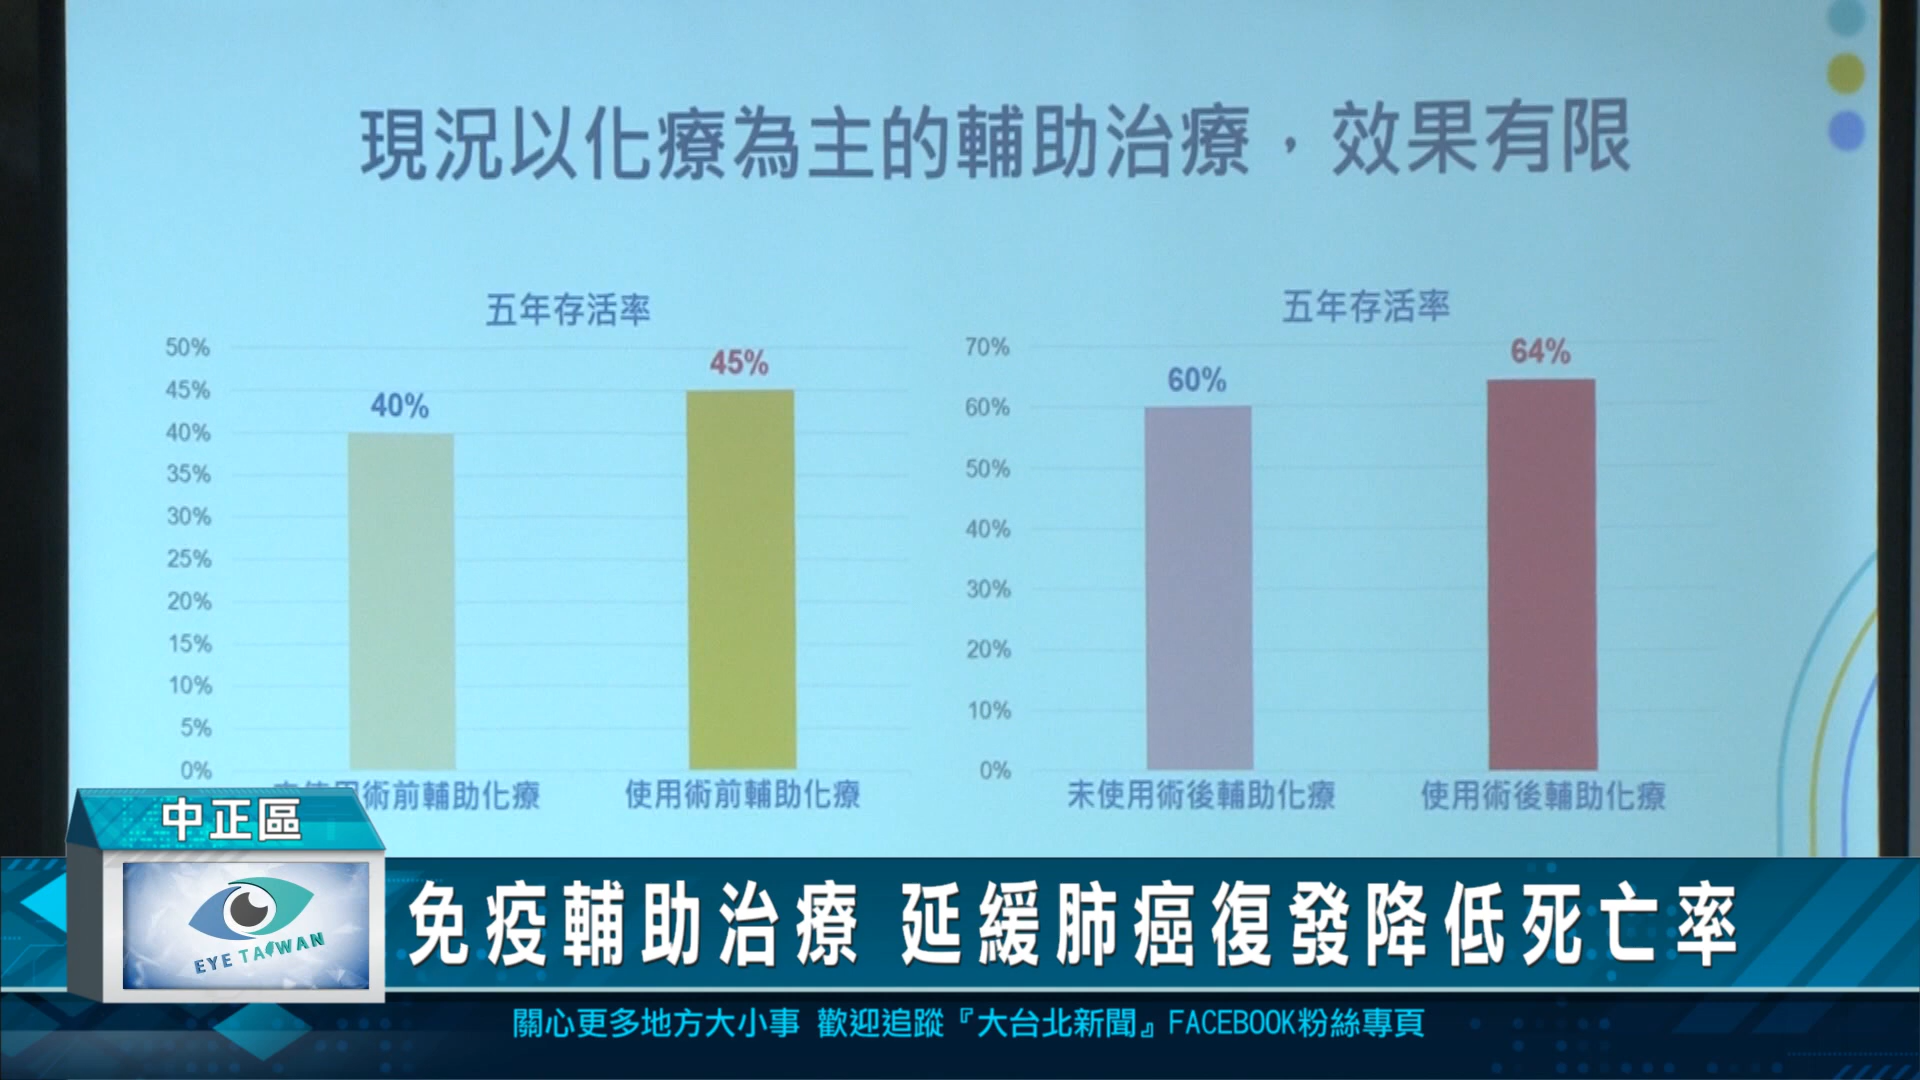 現況以化療為主的輔助治療，效果有限
五年存活率
50%
45%
40%
35%
30%
25%
20%
15%
10%
5%
0%
40%
45%
術前輔助化療
使用術前輔助化療
五年存活率
70%
60%
50%
40%
30%
20%
10%
0%
60%
64%
未使用術後輔助化療
使用術後輔助化療
中正區
EYE TAIWAN
免疫輔助治療 延緩肺癌復發降低死亡率
關心更多地方大小事 歡迎追蹤『大台北新聞』FACEBOOK粉絲專頁